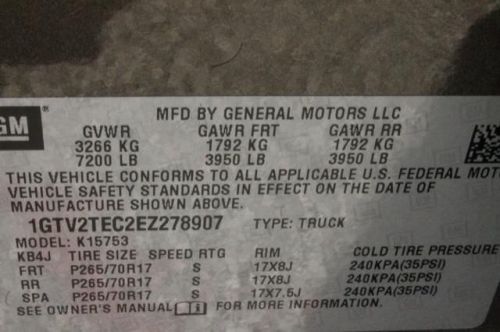 GM
MFD BY GENERAL MOTORS LLC
GVWR GAWR FRT GAWR RR
3266 KG 1792 KG 1792 KG
7200 LB 3950 LB 3950 LB
THIS VEHICLE CONFORMS TO ALL APPLICABLE U.S. FEDERAL MOT
VEHICLE SAFETY STANDARDS IN EFFECT ON THE DATE OF
MANUFACTURE SHOWN ABOVE.
1GTV2TEC2EZ278907 TYPE: TRUCK
MODEL: K15753
KB4J TIRE SIZE SPEED RTG RIM COLD TIRE PRESSURE
FRT P265/70R17 S 17X8J 240KPA(35PSI)
RR P265/70R17 S 17X8J 240KPA(35PSI)
SPA P265/70R17 S 17X7.5J 240KPA(35PSI)
SEE OWNER'S MANUAL i FOR MORE INFORMATION.